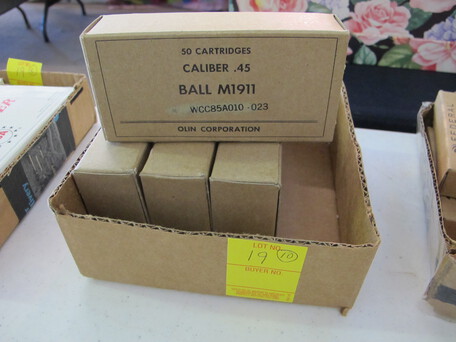 50 CARTRIDGES
CALIBER .45
BALL M1911
WCC85A010-023
OLIN CORPORATION
LOT NO.
19 10
BUYER NO.